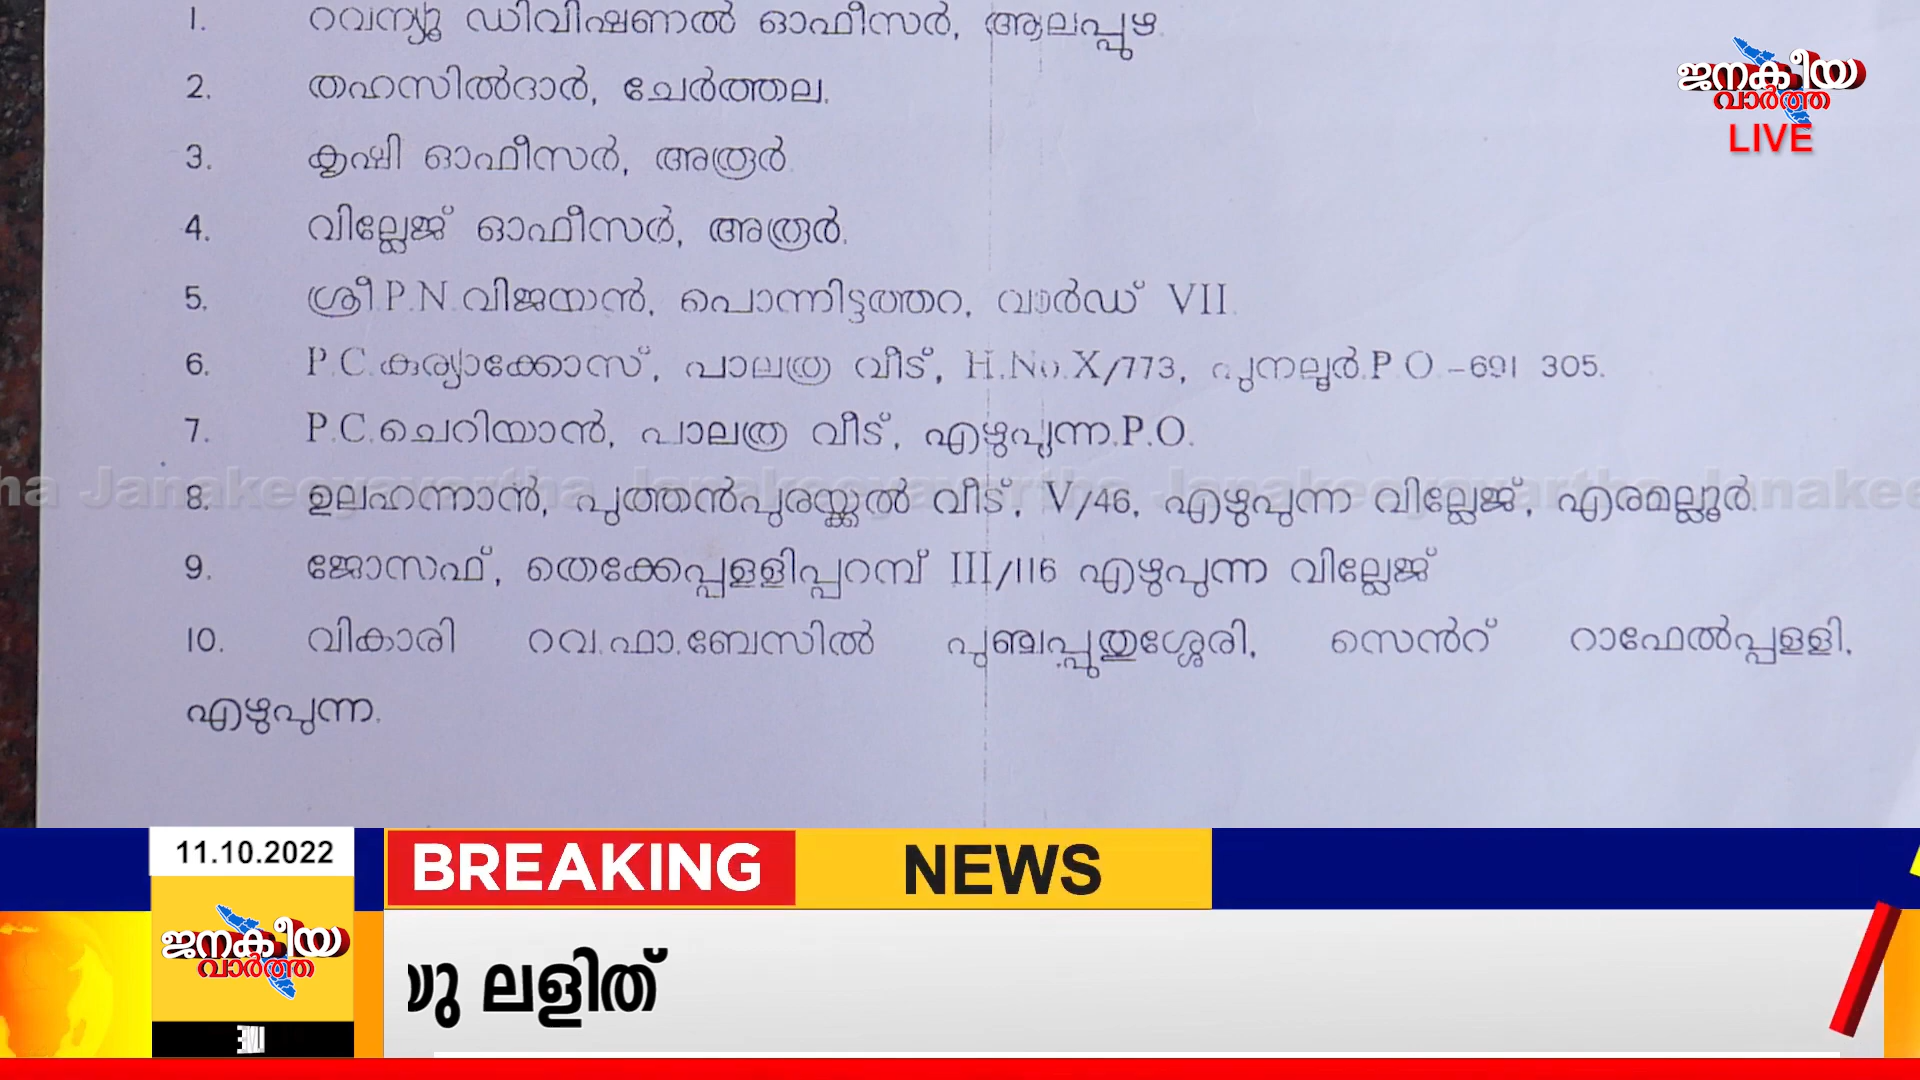 1. റവന്യൂ ഡിവിഷണൽ ഓഫീസർ, ആലപ്പുഴ.
2. തഹസിൽദാർ, ചേർത്തല.
3. കൃഷി ഓഫീസർ, അരൂർ.
4. വില്ലേജ് ഓഫീസർ, അരൂർ.
5. ശ്രീ.P.N.വിജയൻ, പൊന്നിട്ടത്തറ, വാർഡ് VII.
6. P.C.കുര്യാക്കോസ്, പാലത്ര വീട്, H.No.X/773, പുനലൂർ.P.O.-691 305.
7. P.C.ചെറിയാൻ, പാലത്ര വീട്, എഴുപുന്ന.P.O.
8. ഉലഹന്നാൻ, പുത്തൻപുരയ്ക്കൽ വീട്, V/46, എഴുപുന്ന വില്ലേജ്, എരമല്ലൂർ.
9. ജോസഫ്, തെക്കേപ്പള്ളിപ്പറമ്പ് III/116 എഴുപുന്ന വില്ലേജ്
10. വികാരി റവ.ഫാ.ബേസിൽ പുഞ്ചപ്പുതുശ്ശേരി, സെൻറ് റാഫേൽപ്പള്ളി,
എഴുപുന്ന.
ജനകീയ
വാർത്ത
LIVE
Janakeeyavartha Janakeeyavartha Janakeeyavartha
11.10.2022
BREAKING NEWS
ജനകീയ
വാർത്ത
യു ലളിത്